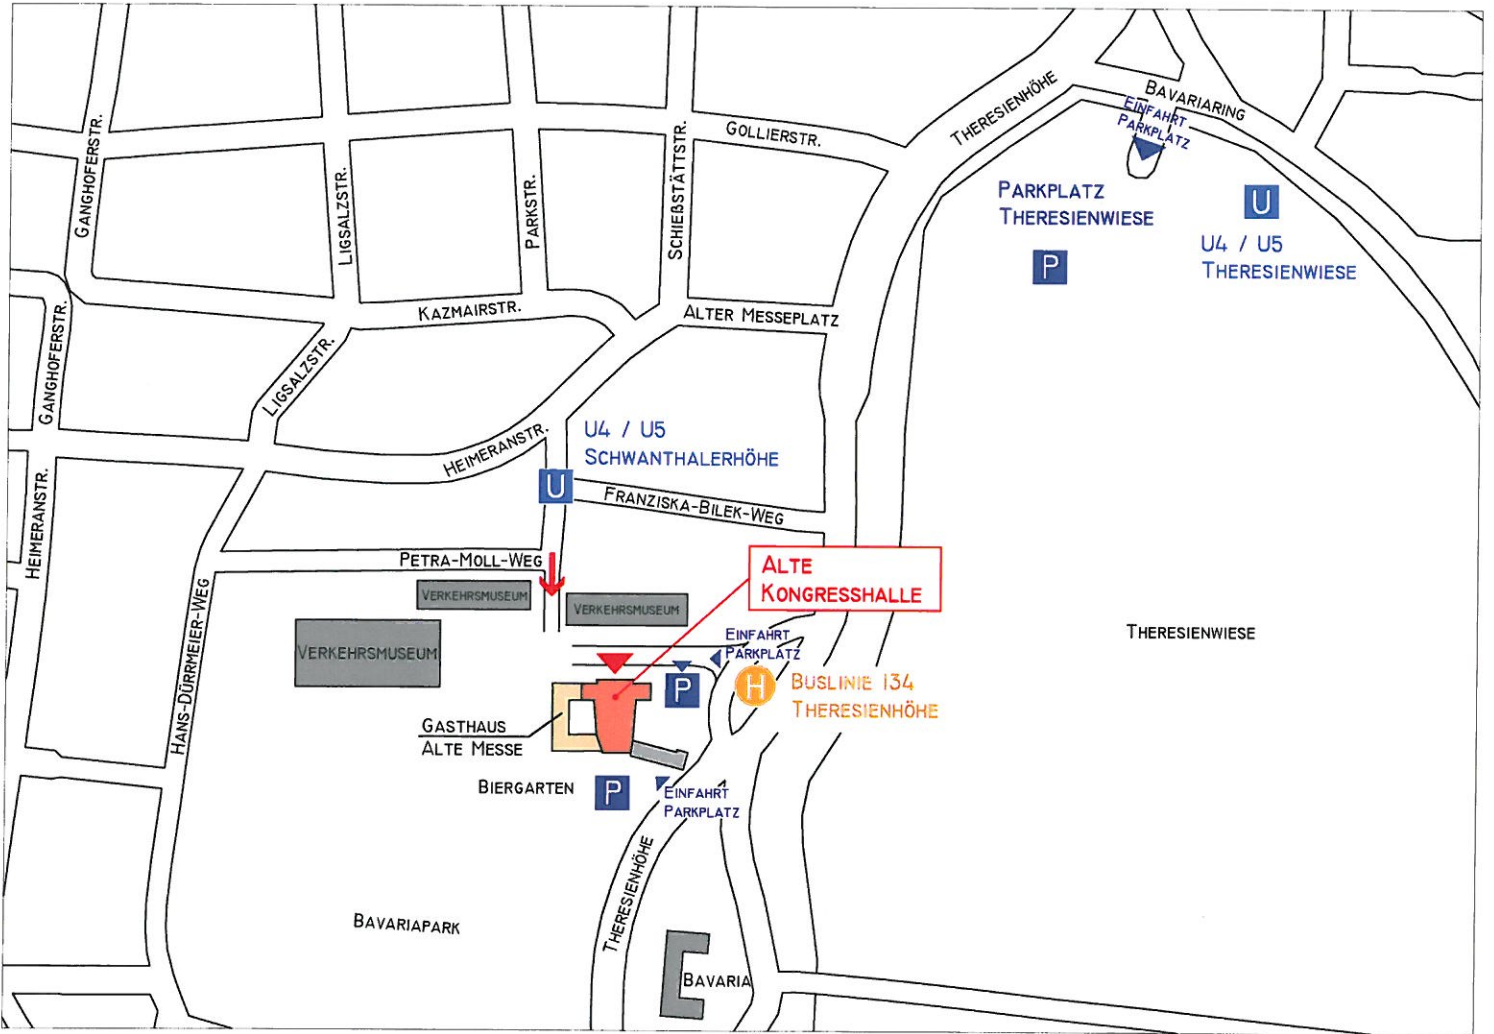 Ganghoferstr.
Ligsalzstr.
Parkstr.
Schießstättstr.
Gollierstr.
Theresienhöhe
Bavariaring
Einfahrt
Parkplatz
Parkplatz
Theresienwiese
P
U
U4 / U5
Theresienwiese
Kazmairstr.
Alter Messeplatz
Ganghoferstr.
Ligsalzstr.
Heimeranstr.
U4 / U5
Schwanthalerhöhe
U
Franziska-Bilek-Weg
Heimeranstr.
Petra-Moll-Weg
Alte
Kongresshalle
Verkehrsmuseum
Verkehrsmuseum
Verkehrsmuseum
Hans-Dürrmeier-Weg
Einfahrt
Parkplatz
P
H
Buslinie 134
Theresienhöhe
Theresienwiese
Gasthaus
Alte Messe
Biergarten
P
Einfahrt
Parkplatz
Theresienhöhe
Bavariapark
Bavaria